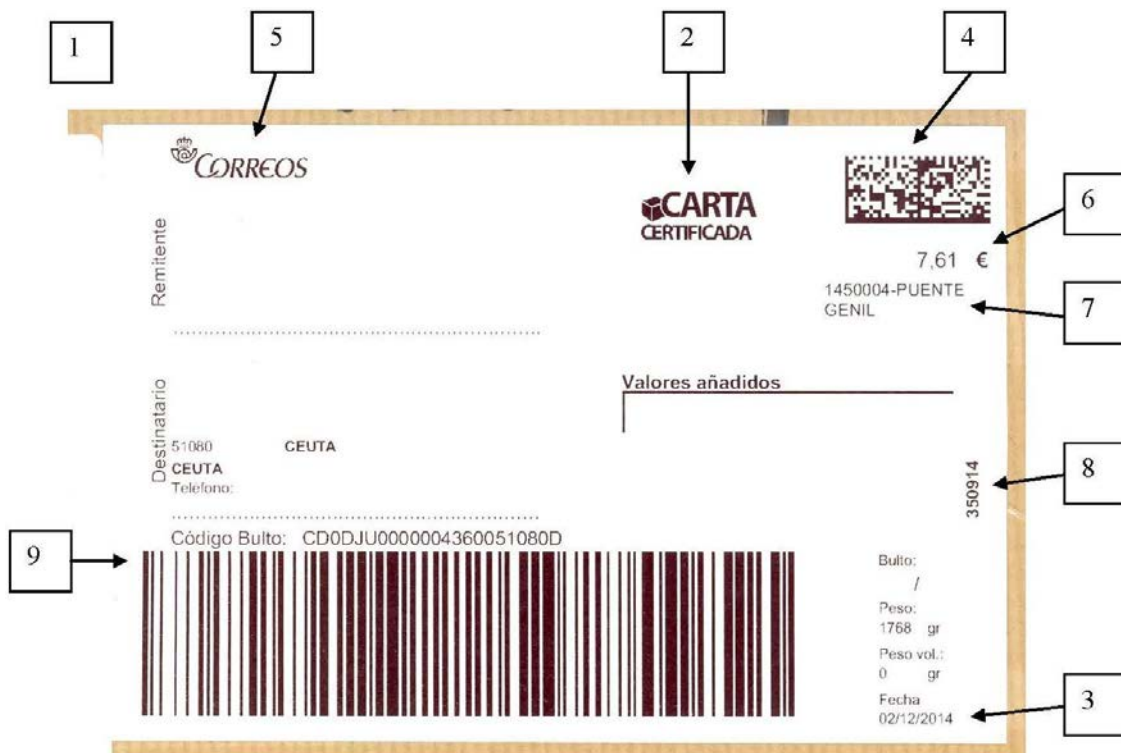 1
5
2
4
CORREOS
CARTA
CERTIFICADA
6
7,61 €
Remitente
1450004-PUENTE
GENIL
7
Valores añadidos
Destinatario
51080 CEUTA
CEUTA
Teléfono:
8
350914
Código Bulto: CD0DJU0000004360051080D
9
Bulto:
/
Peso:
1768 gr
Peso vol.:
0 gr
Fecha
02/12/2014
3